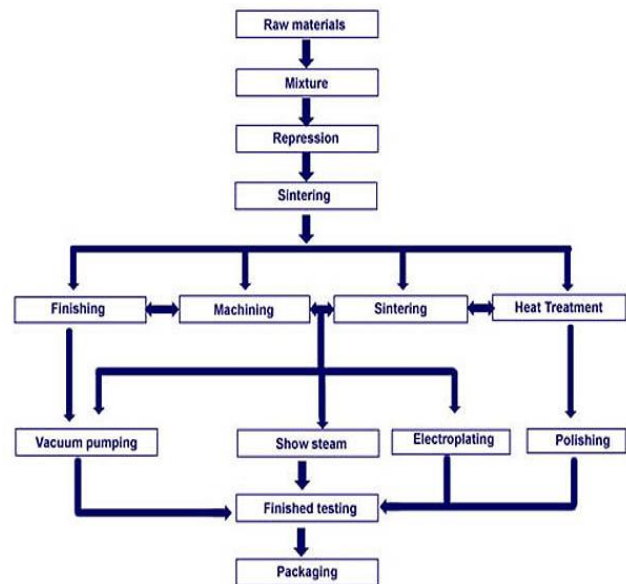 Raw materials
Mixture
Repression
Sintering
Finishing
Machining
Sintering
Heat Treatment
Vacuum pumping
Show steam
Electroplating
Polishing
Finished testing
Packaging